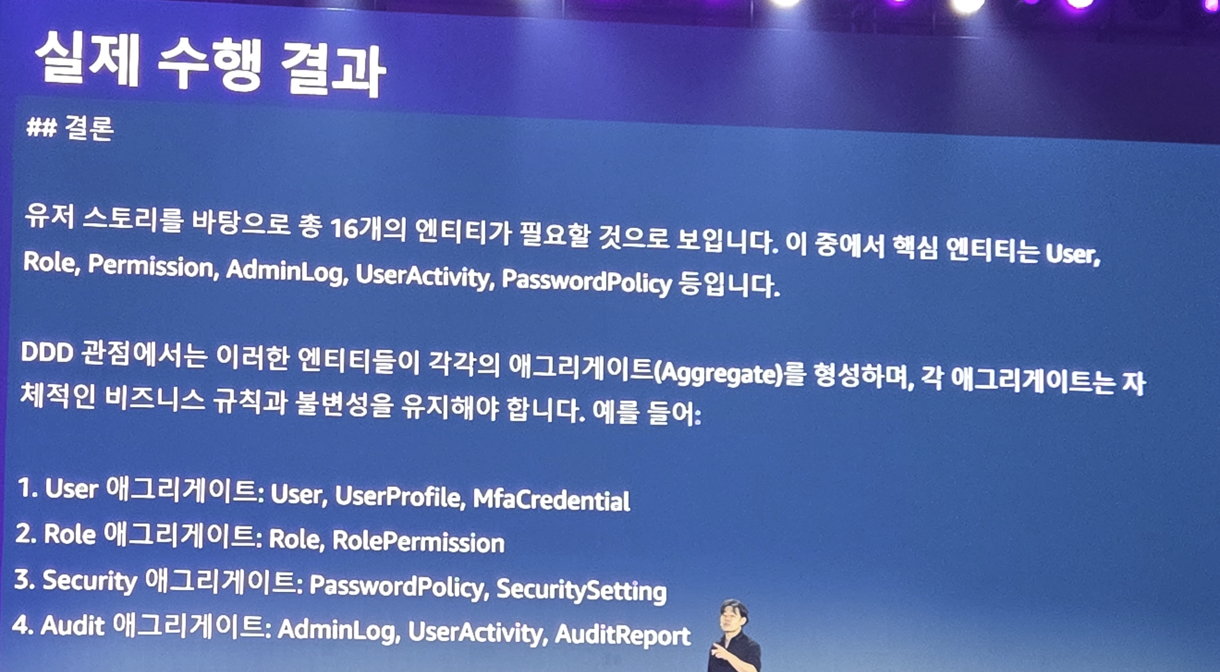 실제 수행 결과
## 결론
유저 스토리를 바탕으로 총 16개의 엔티티가 필요할 것으로 보입니다. 이 중에서 핵심 엔티티는 User,
Role, Permission, AdminLog, UserActivity, PasswordPolicy 등입니다.
DDD 관점에서는 이러한 엔티티들이 각각의 애그리게이트(Aggregate)를 형성하며, 각 애그리게이트는 자
체적인 비즈니스 규칙과 불변성을 유지해야 합니다. 예를 들어:
1. User 애그리게이트: User, UserProfile, MfaCredential
2. Role 애그리게이트: Role, RolePermission
3. Security 애그리게이트: PasswordPolicy, SecuritySetting
4. Audit 애그리게이트: AdminLog, UserActivity, AuditReport